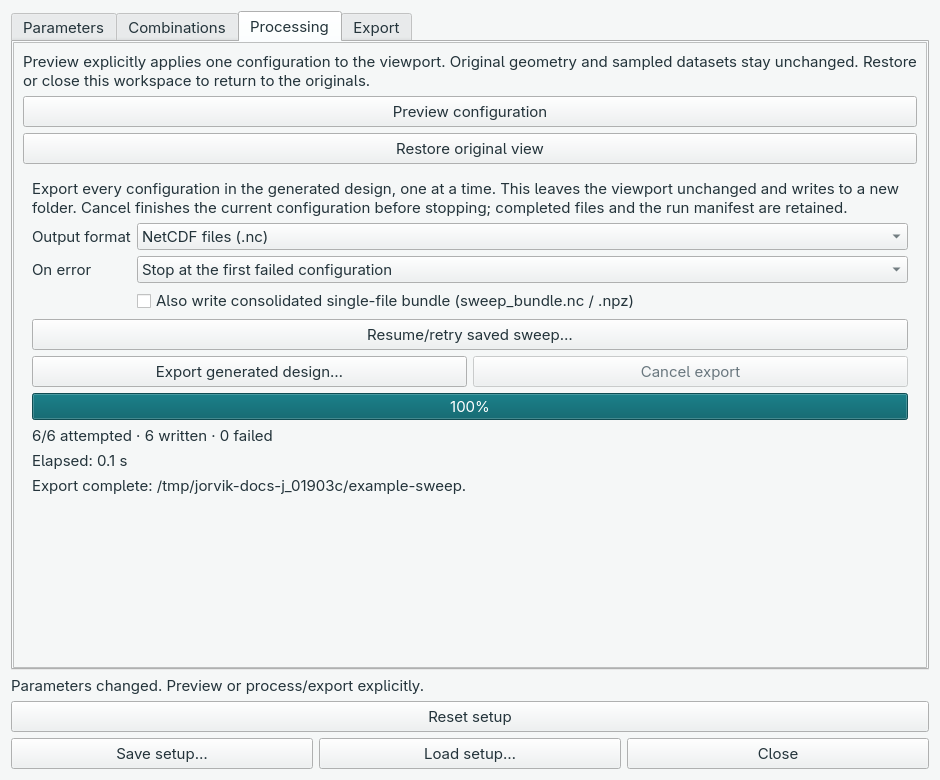 Parameters
Combinations
Processing
Export
Preview explicitly applies one configuration to the viewport. Original geometry and sampled datasets stay unchanged. Restore
or close this workspace to return to the originals.
Preview configuration
Restore original view
Export every configuration in the generated design, one at a time. This leaves the viewport unchanged and writes to a new
folder. Cancel finishes the current configuration before stopping; completed files and the run manifest are retained.
Output format NetCDF files (.nc)
On error Stop at the first failed configuration
Also write consolidated single-file bundle (sweep_bundle.nc / .npz)
Resume/retry saved sweep...
Export generated design...
Cancel export
100%
6/6 attempted · 6 written · 0 failed
Elapsed: 0.1 s
Export complete: /tmp/jorvik-docs-j_01903c/example-sweep.
Parameters changed. Preview or process/export explicitly.
Reset setup
Save setup...
Load setup...
Close